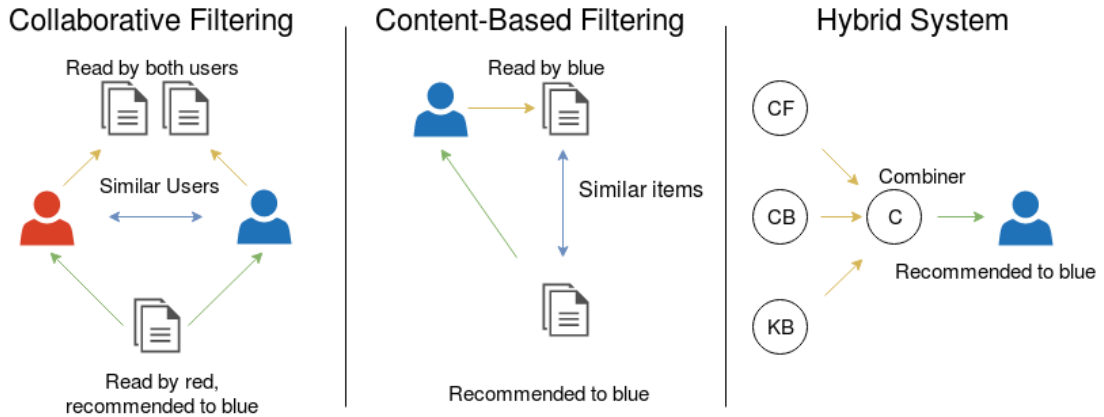 Collaborative Filtering
Read by both users
Similar Users
Read by red,
recommended to blue
Content-Based Filtering
Read by blue
Similar items
Recommended to blue
Hybrid System
CF
Combiner
CB
C
Recommended to blue
KB